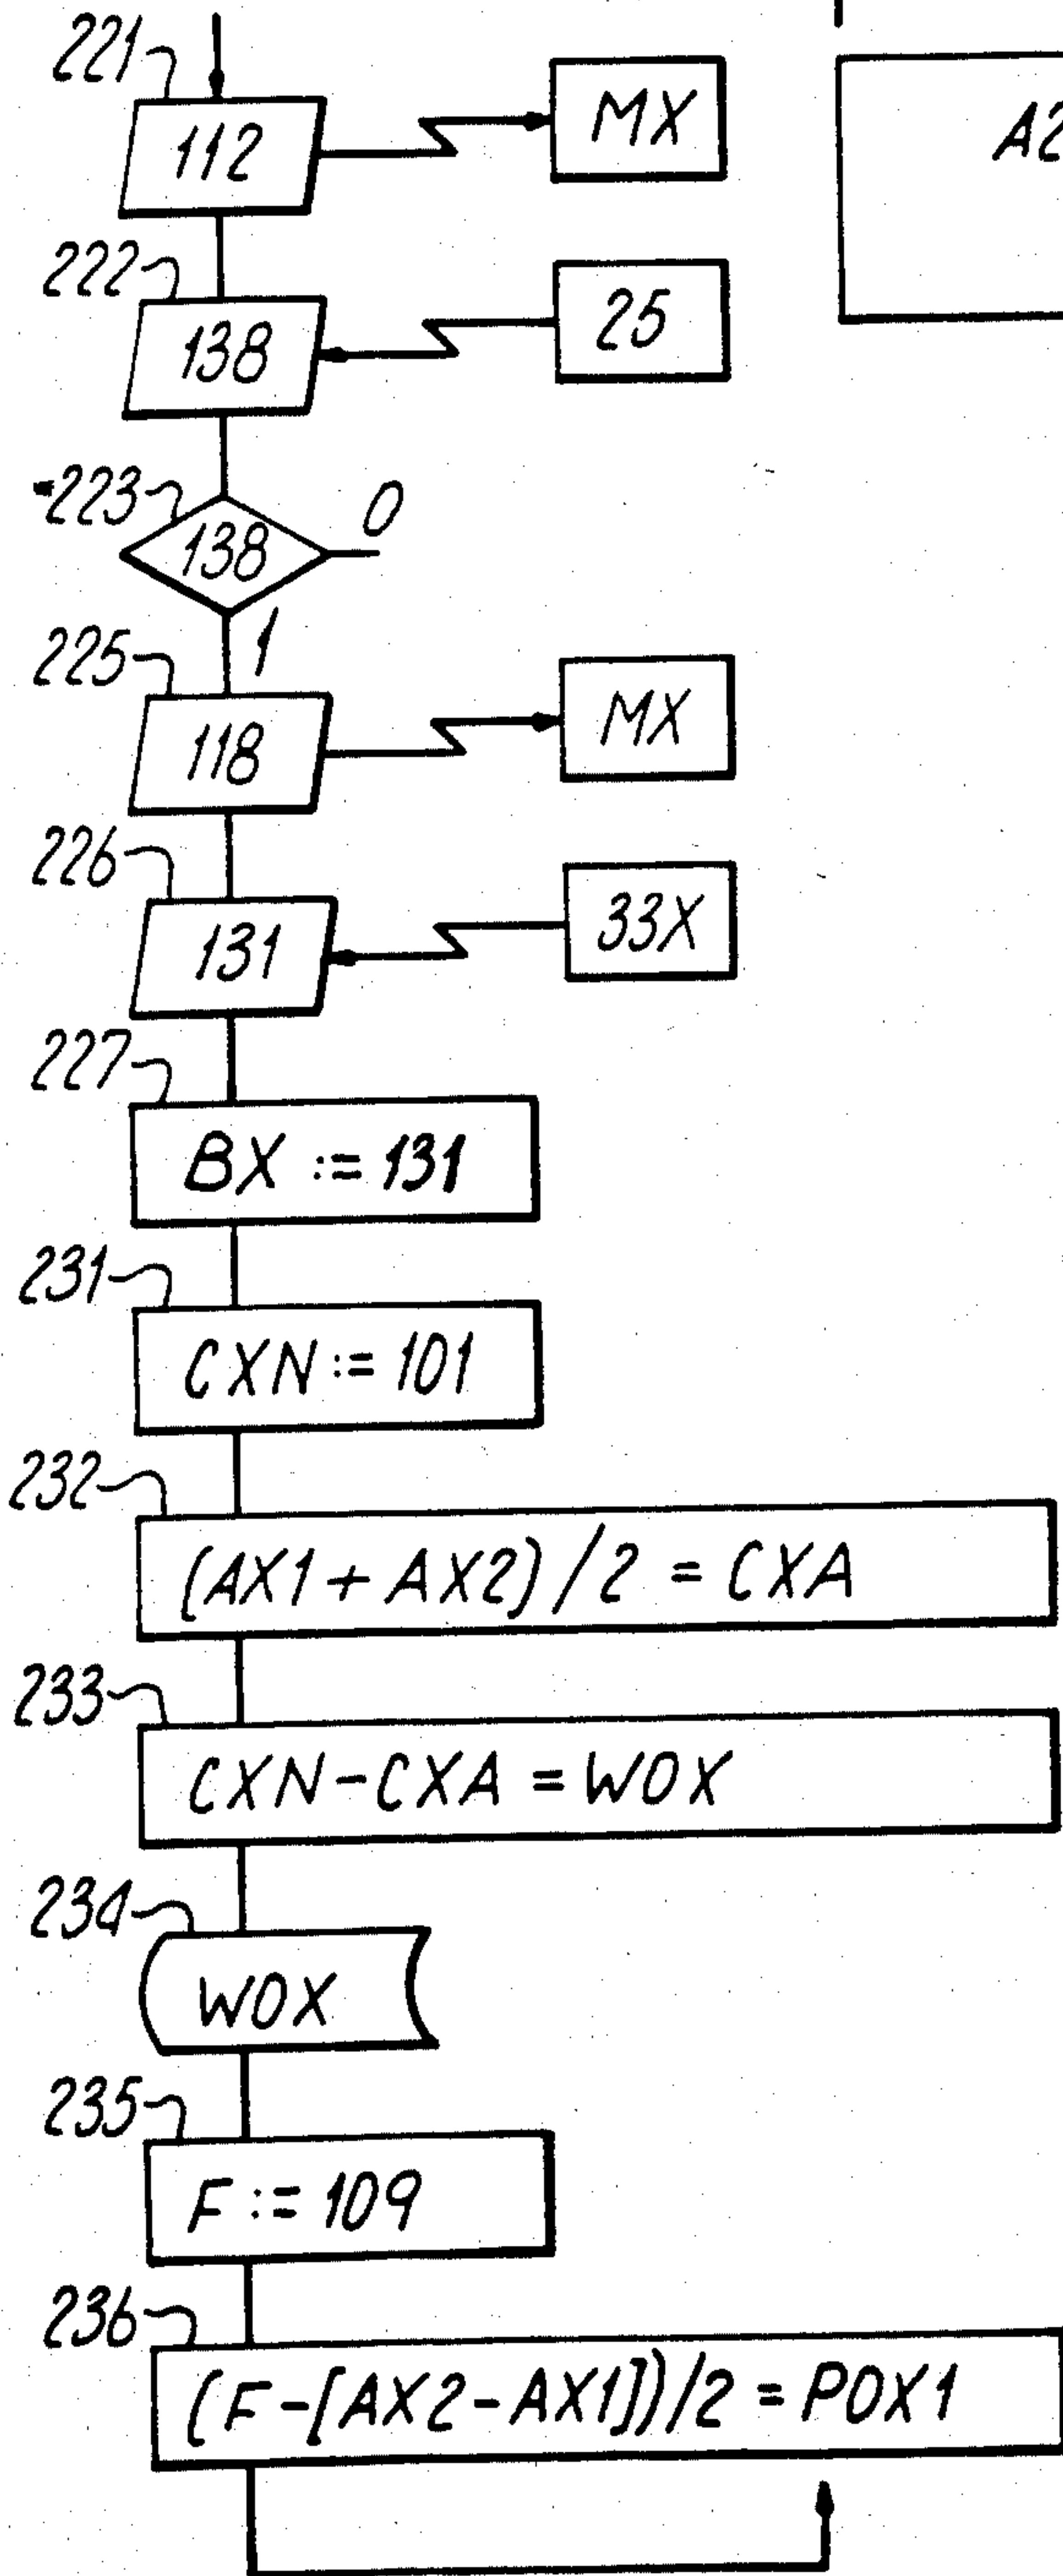 221
112
MX
A2
222
138
25
223
138
0
1
225
118
MX
226
131
33X
227
BX := 131
231
CXN := 101
232
(AX1 + AX2) /2 = CXA
233
CXN - CXA = WOX
234
WOX
235
F := 109
236
(F-[AX2-AX1])/2 = POX1